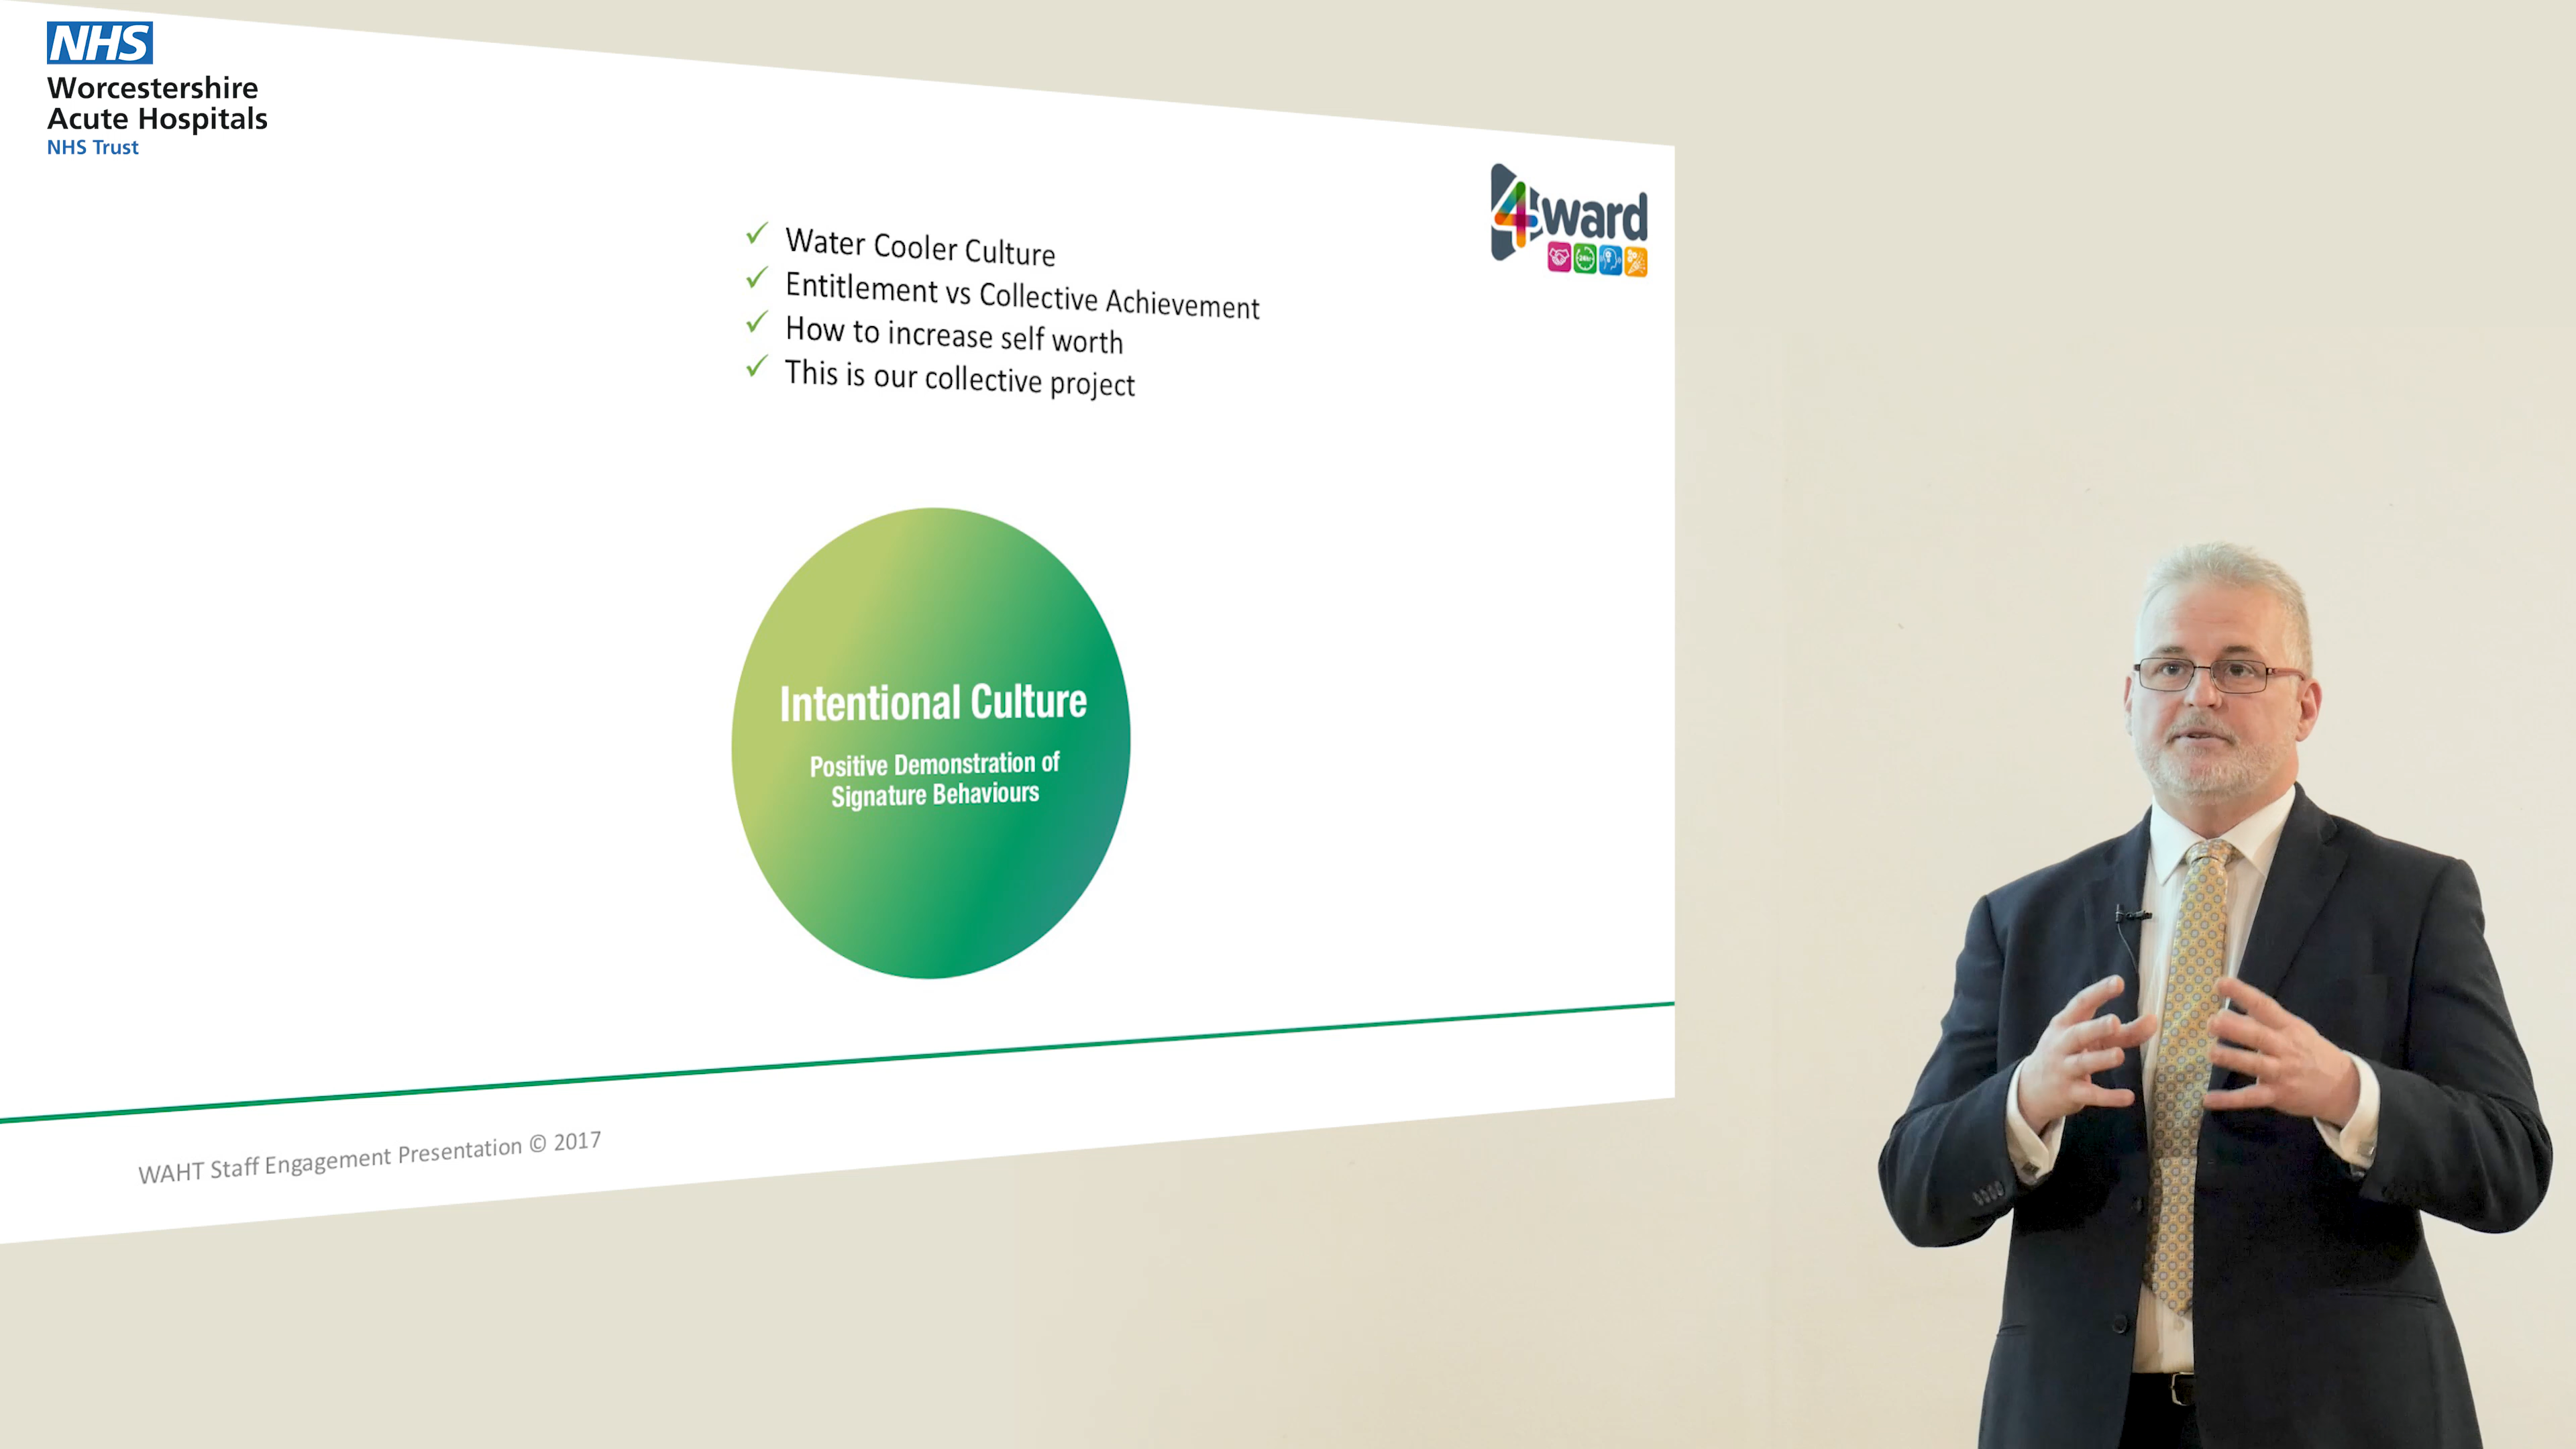 NHS
Worcestershire
Acute Hospitals
NHS Trust
4ward
Water Cooler Culture
Entitlement vs Collective Achievement
How to increase self worth
This is our collective project
Intentional Culture
Positive Demonstration of
Signature Behaviours
WAHT Staff Engagement Presentation © 2017